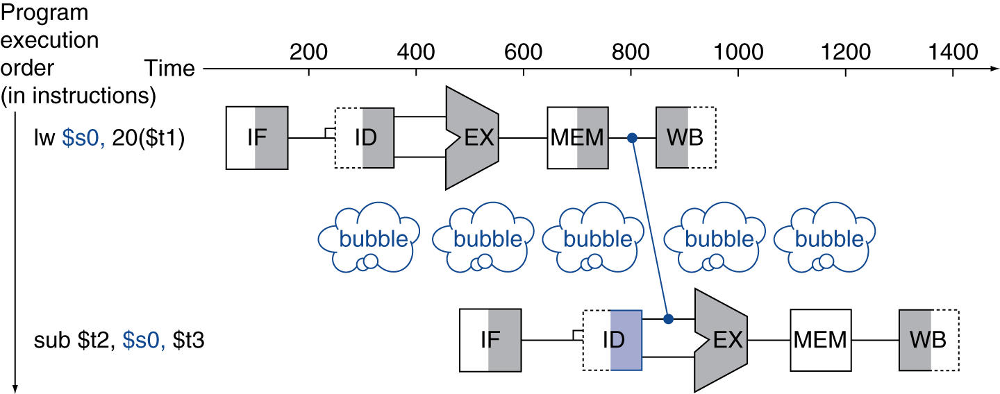 Program
execution
order
(in instructions)
Time
200 400 600 800 1000 1200 1400
lw $s0, 20($t1)
IF ID EX MEM WB
bubble bubble bubble bubble bubble
sub $t2, $s0, $t3
IF ID EX MEM WB